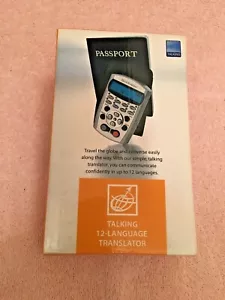 PASSPORT
Travel the globe and converse easily
along the way. With our simple, talking
translator, you can communicate
confidently in up to 12 languages.
TALKING
12-LANGUAGE
TRANSLATOR